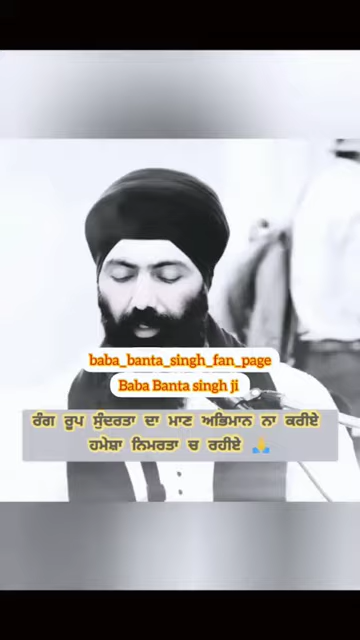 baba_banta_singh_fan_page
Baba Banta singh ji
ਰੰਗ ਰੂਪ ਸੁੰਦਰਤਾ ਦਾ ਮਾਣ ਅਭਿਮਾਨ ਨਾ ਕਰੀਏ
ਹਮੇਸ਼ਾ ਨਿਮਰਤਾ ਚ ਰਹੀਏ 🙏